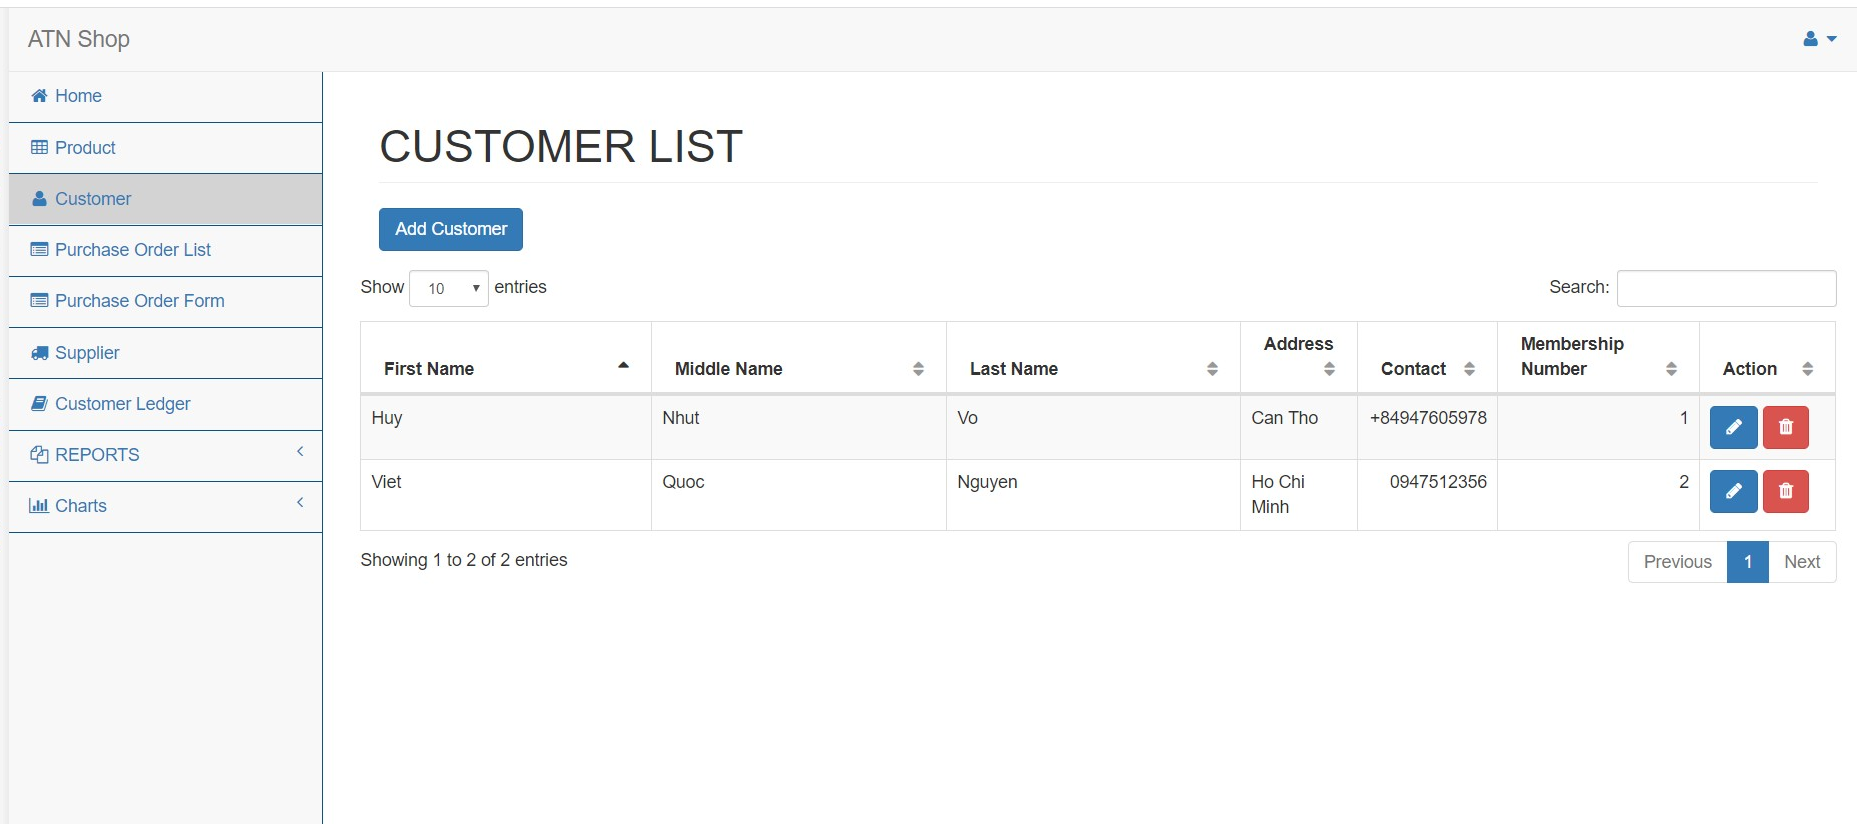 ATN Shop
Home
Product
Customer
Purchase Order List
Purchase Order Form
Supplier
Customer Ledger
REPORTS
Charts
CUSTOMER LIST
Add Customer
Show 10 entries
Search:
First Name Middle Name Last Name Address Contact Membership Number Action
Huy Nhut Vo Can Tho +84947605978 1
Viet Quoc Nguyen Ho Chi Minh 0947512356 2
Showing 1 to 2 of 2 entries
Previous 1 Next